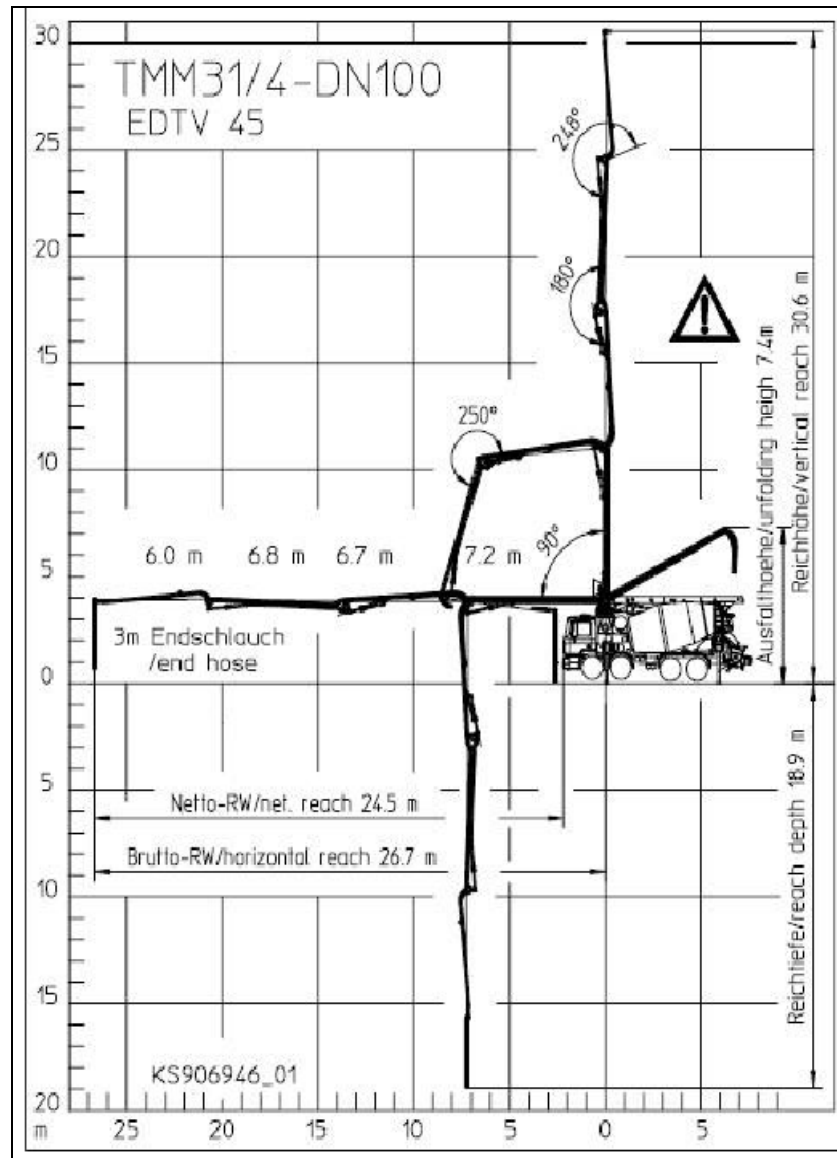 30
TMM31/4-DN100
EDTV 45
25
248°
20
180°
15
250°
10
90°
6.0 m
6.8 m
6.7 m
7.2 m
5
3m Endschlauch
/end hose
0
Ausfalthoehe/unfolding heigh 7.4m
Reichhöhe/vertical reach 30.6 m
5
Netto-RW/net. reach 24.5 m
Brutto-RW/horizontal reach 26.7 m
10
Reichtiefe/reach depth 18.9 m
15
KS906946_01
20
m 25 20 15 10 5 0 5